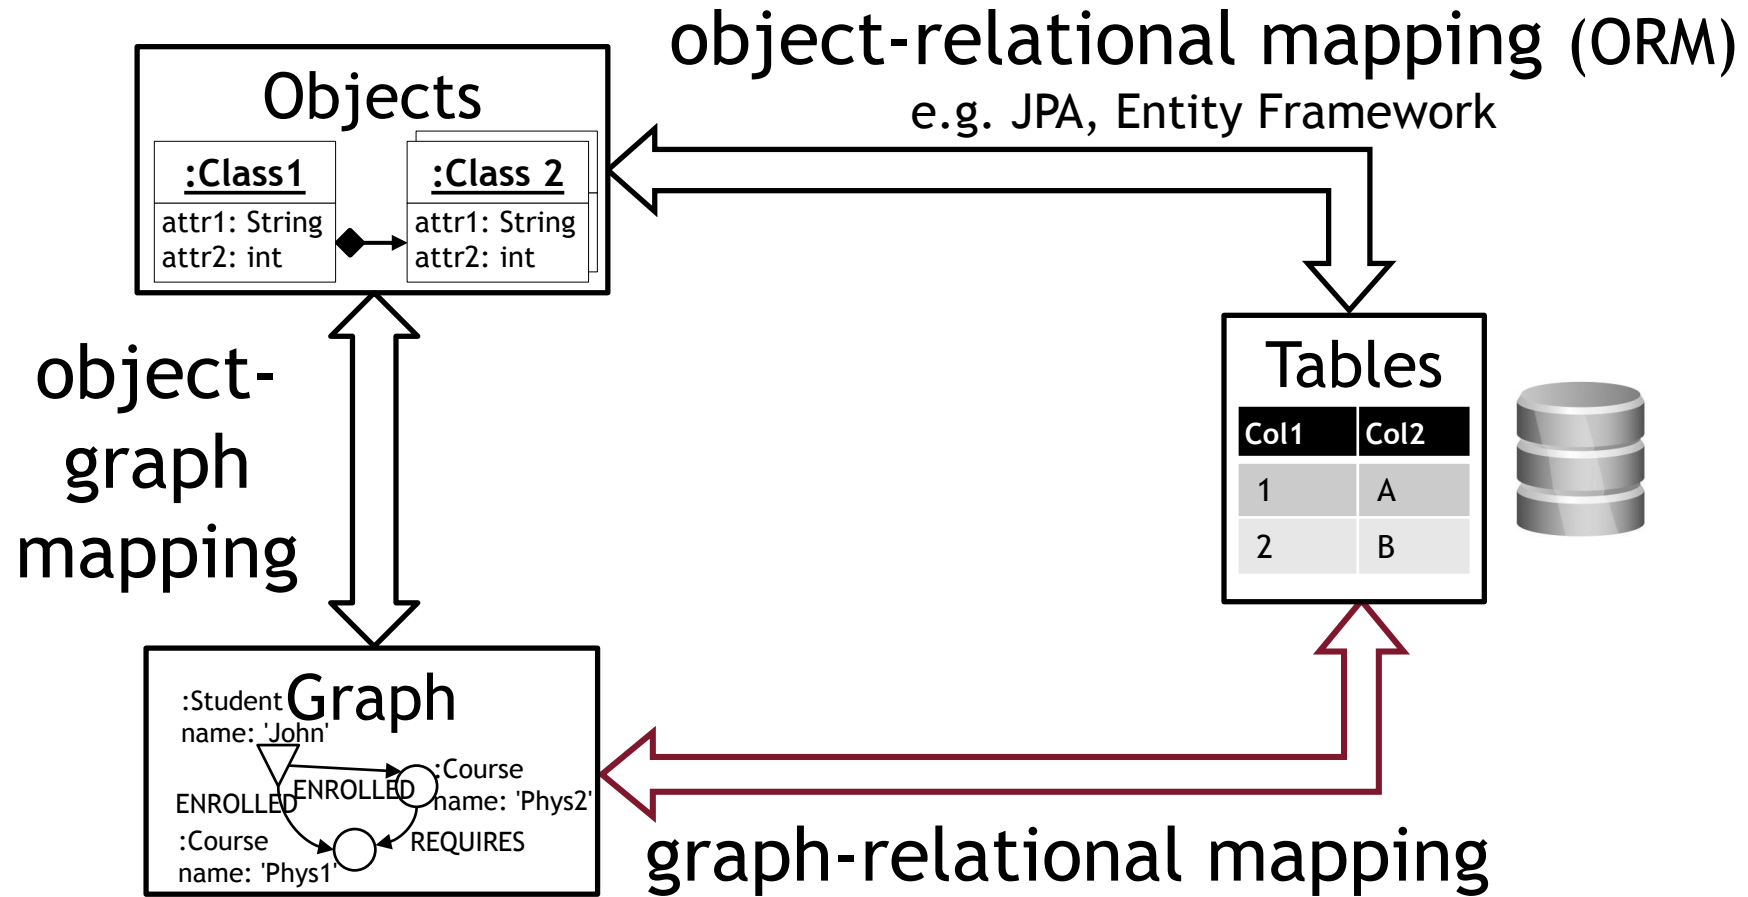 object-relational mapping (ORM)
e.g. JPA, Entity Framework
Objects
:Class1
attr1: String
attr2: int
:Class 2
attr1: String
attr2: int
object-
graph
mapping
Tables
Col1 Col2
1 A
2 B
Graph
:Student
name: 'John'
ENROLLED
ENROLLED
:Course
name: 'Phys2'
:Course
name: 'Phys1'
REQUIRES
graph-relational mapping